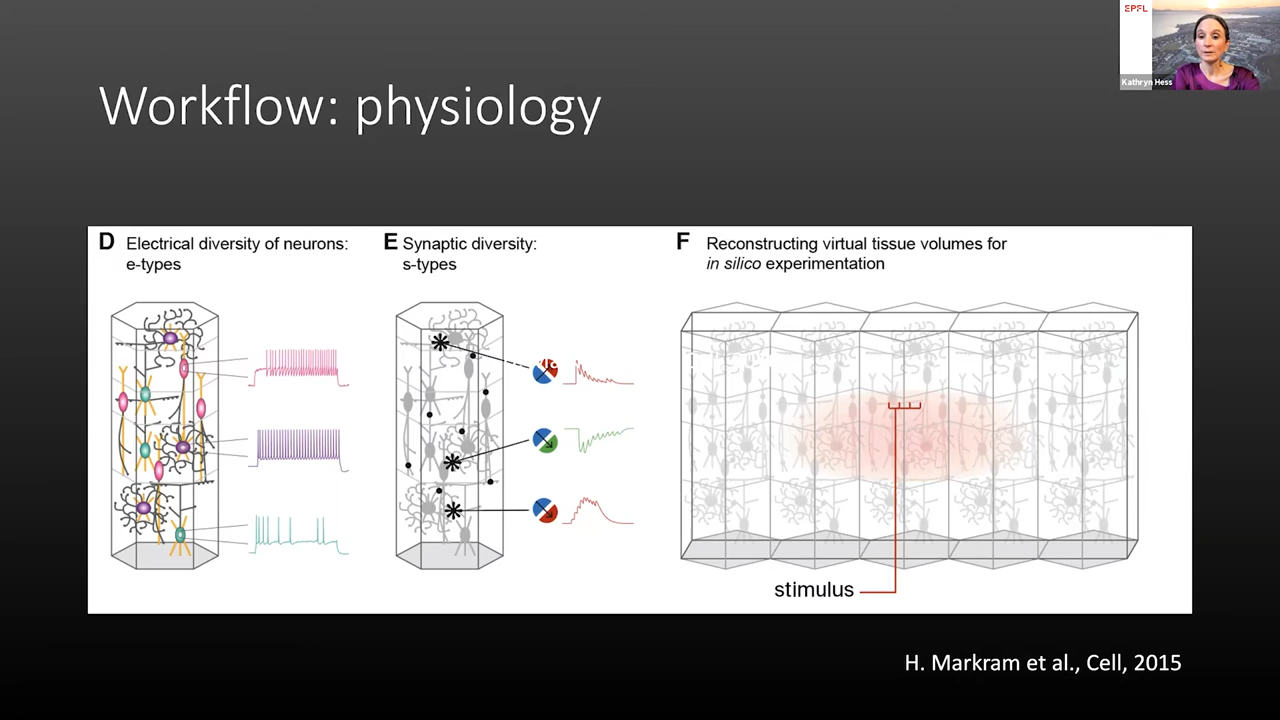 EPFL
Kathryn Hess
Workflow: physiology
D Electrical diversity of neurons:
e-types
E Synaptic diversity:
s-types
F Reconstructing virtual tissue volumes for
in silico experimentation
stimulus
H. Markram et al., Cell, 2015